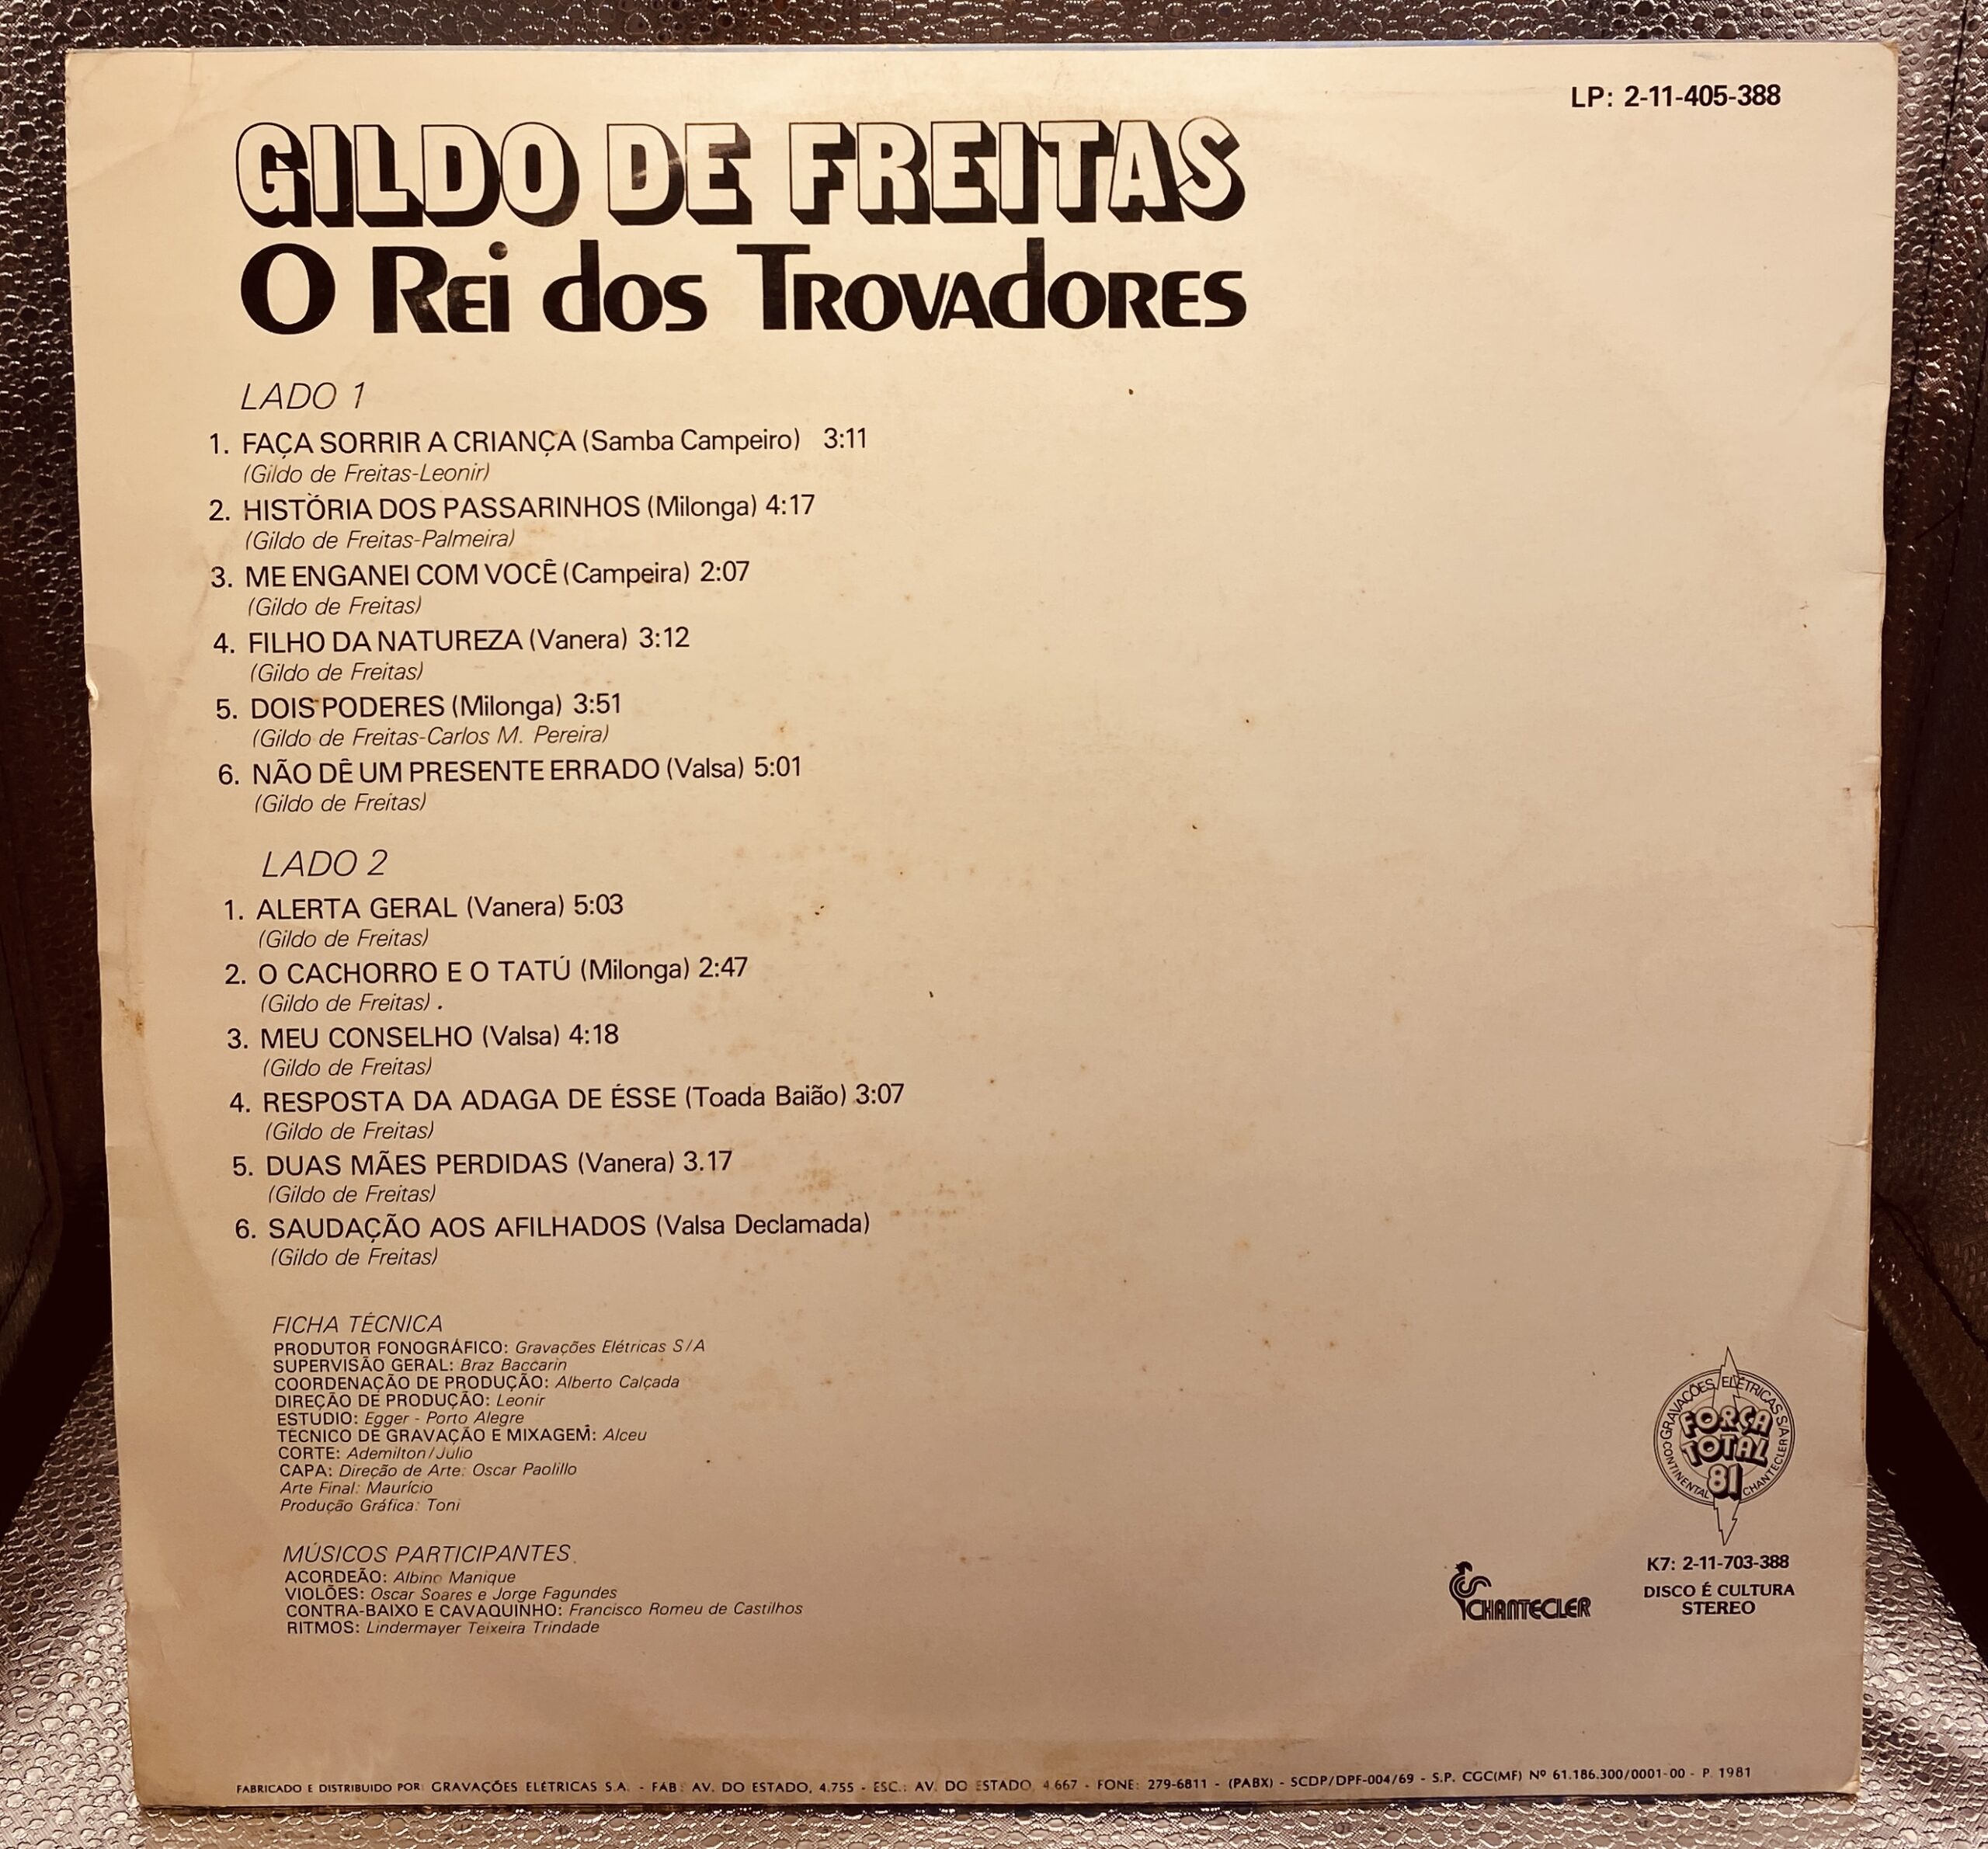 LP: 2-11-405-388
GILDO DE FREITAS
O REI DOS TROVADORES
LADO 1
1. FAÇA SORRIR A CRIANÇA (Samba Campeiro) 3:11
(Gildo de Freitas-Leonir)
2. HISTÓRIA DOS PASSARINHOS (Milonga) 4:17
(Gildo de Freitas-Palmeira)
3. ME ENGANEI COM VOCÊ (Campeira) 2:07
(Gildo de Freitas)
4. FILHO DA NATUREZA (Vanera) 3:12
(Gildo de Freitas)
5. DOIS PODERES (Milonga) 3:51
(Gildo de Freitas-Carlos M. Pereira)
6. NÃO DÊ UM PRESENTE ERRADO (Valsa) 5:01
(Gildo de Freitas)
LADO 2
1. ALERTA GERAL (Vanera) 5:03
(Gildo de Freitas)
2. O CACHORRO E O TATÚ (Milonga) 2:47
(Gildo de Freitas) .
3. MEU CONSELHO (Valsa) 4:18
(Gildo de Freitas)
4. RESPOSTA DA ADAGA DE ÉSSE (Toada Baião) 3:07
(Gildo de Freitas)
5. DUAS MÃES PERDIDAS (Vanera) 3.17
(Gildo de Freitas)
6. SAUDAÇÃO AOS AFILHADOS (Valsa Declamada)
(Gildo de Freitas)
FICHA TÉCNICA
PRODUTOR FONOGRÁFICO: Gravações Elétricas S/A
SUPERVISÃO GERAL: Braz Baccarin
COORDENAÇÃO DE PRODUÇÃO: Alberto Calçada
DIREÇÃO DE PRODUÇÃO: Leonir
ESTÚDIO: Egger - Porto Alegre
TÉCNICO DE GRAVAÇÃO E MIXAGEM: Alceu
CORTE: Ademilton/Julio
CAPA: Direção de Arte: Oscar Paolillo
Arte Final: Maurício
Produção Gráfica: Toni
MÚSICOS PARTICIPANTES
ACORDEÃO: Albino Manique
VIOLÕES: Oscar Soares e Jorge Fagundes
CONTRA-BAIXO E CAVAQUINHO: Francisco Romeu de Castilhos
RITMOS: Lindermayer Teixeira Trindade
GRAVAÇÕES ELÉTRICAS S/A
FORÇA
TOTAL
81
CONTINENTAL CHANTECLER
K7: 2-11-703-388
CHANTECLER
DISCO É CULTURA
STEREO
FABRICADO E DISTRIBUIDO POR: GRAVAÇÕES ELÉTRICAS S.A. - FAB: AV. DO ESTADO, 4.755 - ESC.: AV. DO ESTADO, 4.667 - FONE: 279-6811 - (PABX) - SCDP/DPF-004/69 - S.P. CGC(MF) Nº 61.186.300/0001-00 - P. 1981